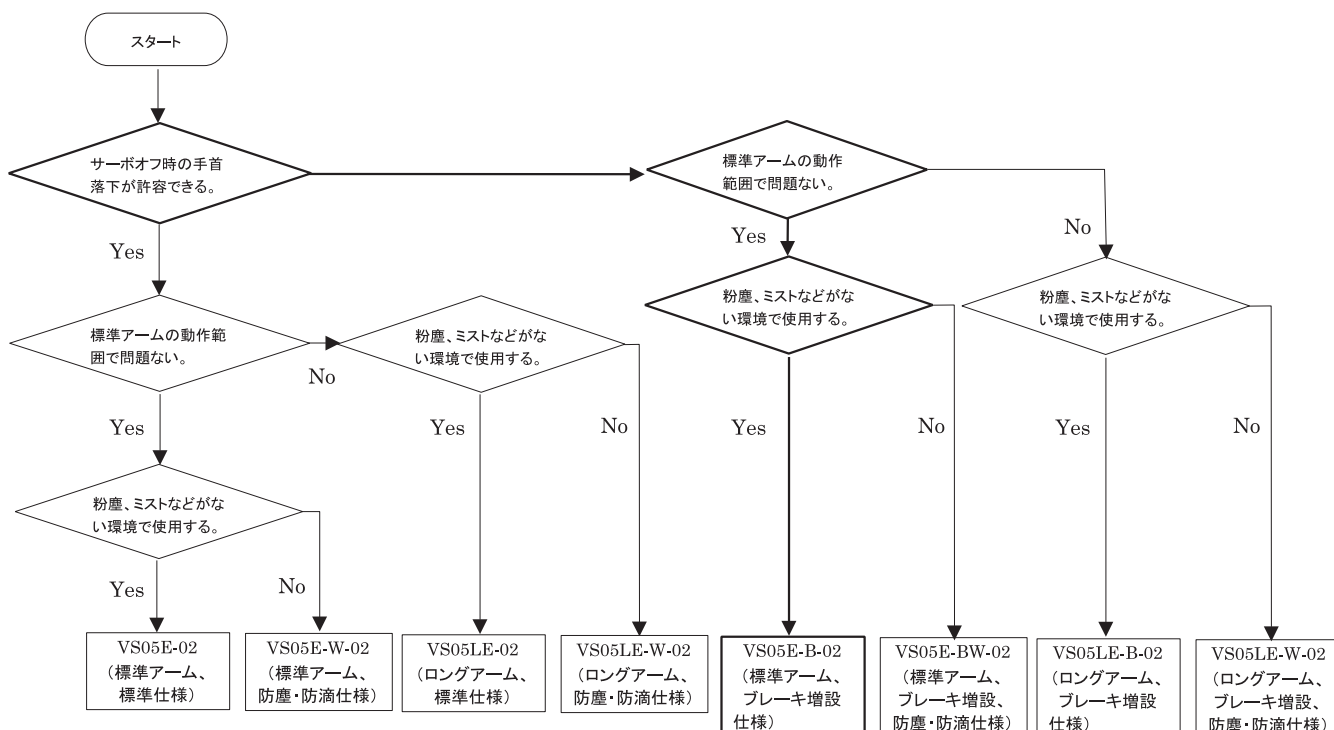 スタート
サーボオフ時の手首
落下が許容できる。
標準アームの動作
範囲で問題ない。
Yes
Yes
No
標準アームの動作範
囲で問題ない。
No
粉塵、ミストなどがな
い環境で使用する。
粉塵、ミストなどがな
い環境で使用する。
粉塵、ミストなどがな
い環境で使用する。
Yes
Yes
No
Yes
No
Yes
No
粉塵、ミストなどがな
い環境で使用する。
Yes
No
VS05E-02
(標準アーム、
標準仕様)
VS05E-W-02
(標準アーム、
防塵・防滴仕様)
VS05LE-02
(ロングアーム、
標準仕様)
VS05LE-W-02
(ロングアーム、
防塵・防滴仕様)
VS05E-B-02
(標準アーム、
ブレーキ増設
仕様)
VS05E-BW-02
(標準アーム、
ブレーキ増設、
防塵・防滴仕様)
VS05LE-B-02
(ロングアーム、
ブレーキ増設
仕様)
VS05LE-W-02
(ロングアーム、
ブレーキ増設、
防塵・防滴仕様)